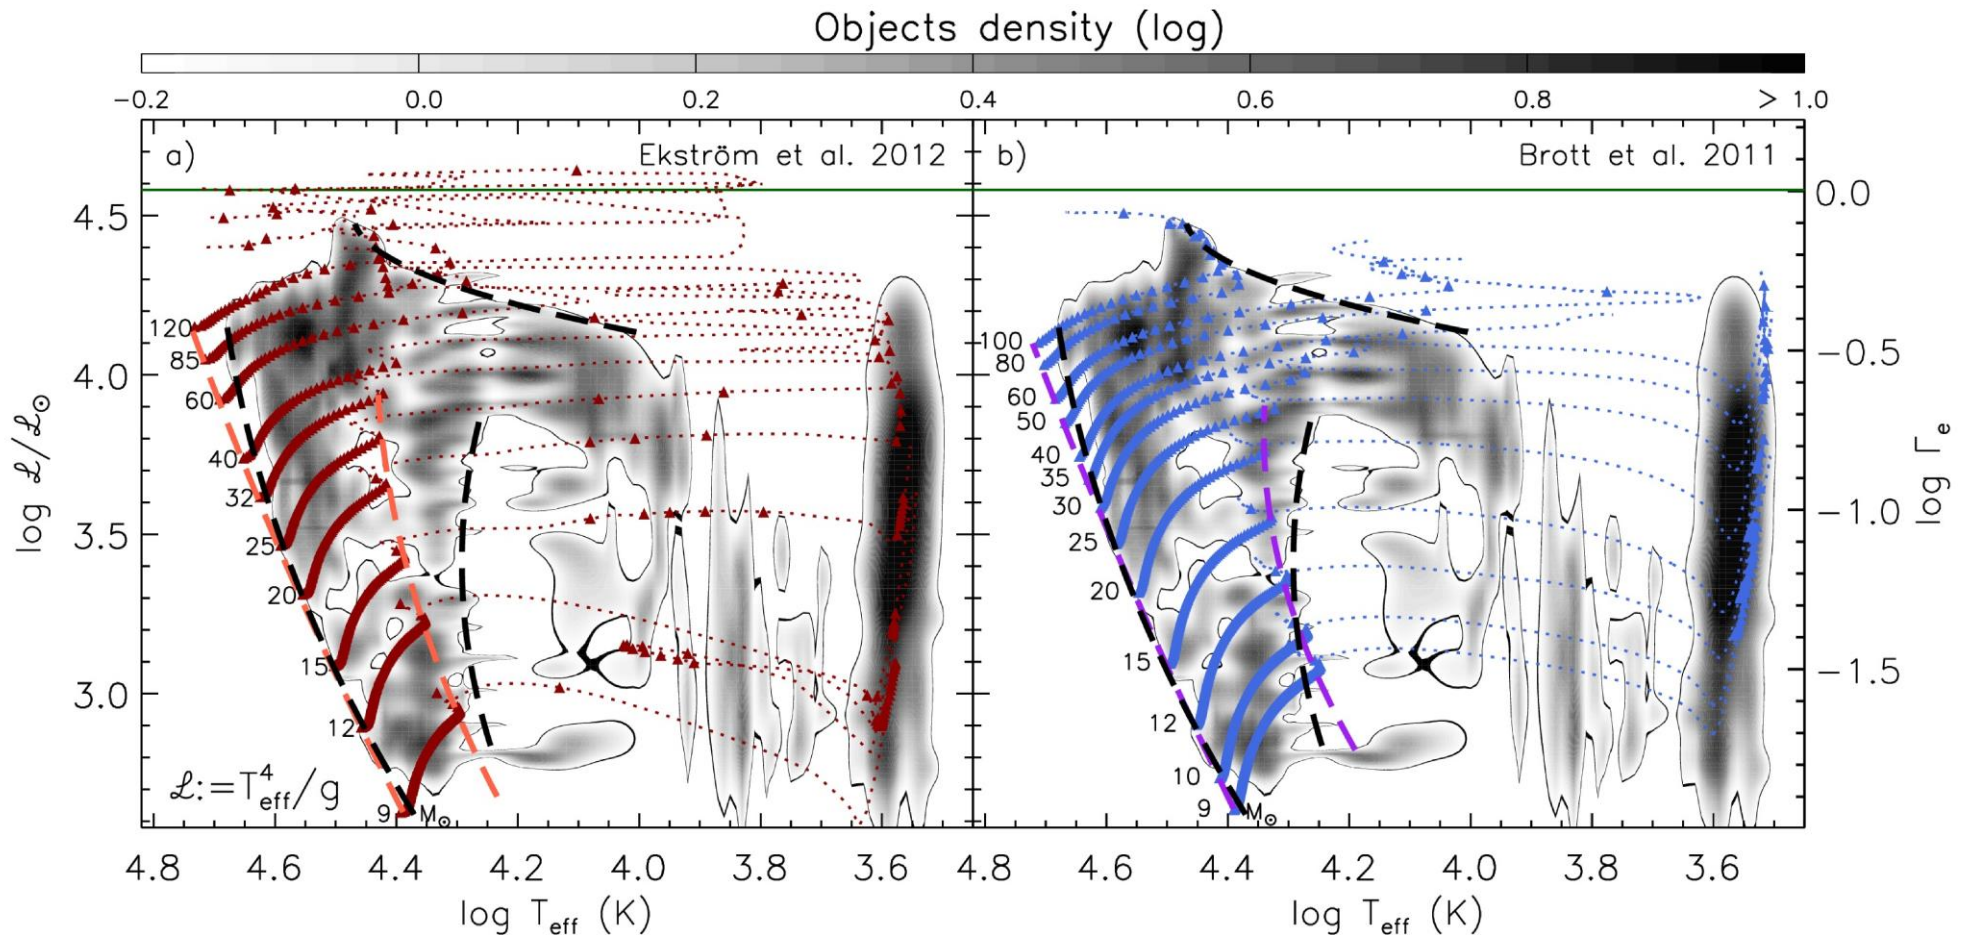 Objects density (log)
−0.2 0.0 0.2 0.4 0.6 0.8 > 1.0
a) Ekström et al. 2012
b) Brott et al. 2011
log ℒ/ℒ⊙
4.5
4.0
3.5
3.0
120
85
60
40
32
25
20
15
12
9 M⊙
ℒ:=T⁴eff/g
100
80
60
50
40
35
30
25
20
15
12
10
9 M⊙
0.0
−0.5
−1.0
−1.5
log Γe
4.8 4.6 4.4 4.2 4.0 3.8 3.6 4.8 4.6 4.4 4.2 4.0 3.8 3.6
log Teff (K)
log Teff (K)